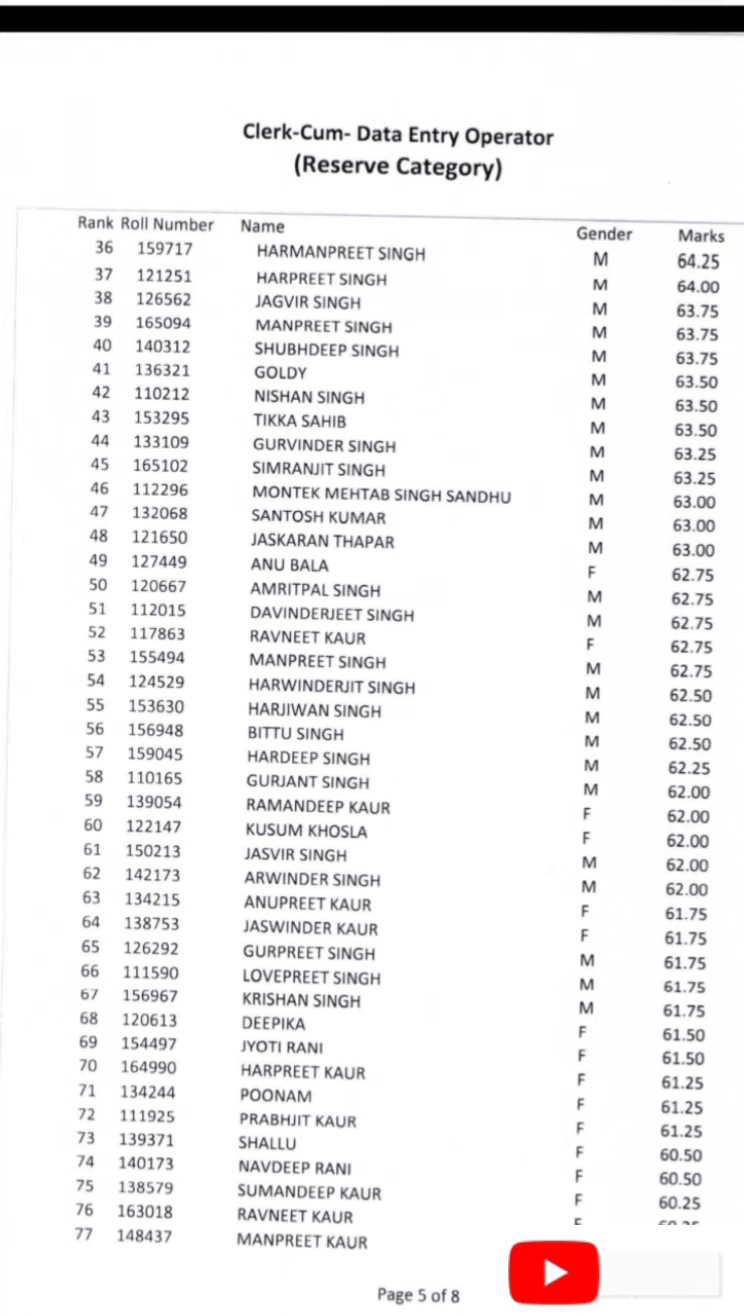 Clerk-Cum- Data Entry Operator
(Reserve Category)
Rank Roll Number Name Gender Marks
36 159717 HARMANPREET SINGH M 64.25
37 121251 HARPREET SINGH M 64.00
38 126562 JAGVIR SINGH M 63.75
39 165094 MANPREET SINGH M 63.75
40 140312 SHUBHDEEP SINGH M 63.75
41 136321 GOLDY M 63.50
42 110212 NISHAN SINGH M 63.50
43 153295 TIKKA SAHIB M 63.50
44 133109 GURVINDER SINGH M 63.25
45 165102 SIMRANJIT SINGH M 63.25
46 112296 MONTEK MEHTAB SINGH SANDHU M 63.00
47 132068 SANTOSH KUMAR M 63.00
48 121650 JASKARAN THAPAR M 63.00
49 127449 ANU BALA F 62.75
50 120667 AMRITPAL SINGH M 62.75
51 112015 DAVINDERJEET SINGH M 62.75
52 117863 RAVNEET KAUR F 62.75
53 155494 MANPREET SINGH M 62.75
54 124529 HARWINDERJIT SINGH M 62.50
55 153630 HARJIWAN SINGH M 62.50
56 156948 BITTU SINGH M 62.50
57 159045 HARDEEP SINGH M 62.25
58 110165 GURJANT SINGH M 62.00
59 139054 RAMANDEEP KAUR F 62.00
60 122147 KUSUM KHOSLA F 62.00
61 150213 JASVIR SINGH M 62.00
62 142173 ARWINDER SINGH M 62.00
63 134215 ANUPREET KAUR F 61.75
64 138753 JASWINDER KAUR F 61.75
65 126292 GURPREET SINGH M 61.75
66 111590 LOVEPREET SINGH M 61.75
67 156967 KRISHAN SINGH M 61.75
68 120613 DEEPIKA F 61.50
69 154497 JYOTI RANI F 61.50
70 164990 HARPREET KAUR F 61.25
71 134244 POONAM F 61.25
72 111925 PRABHJIT KAUR F 61.25
73 139371 SHALLU F 60.50
74 140173 NAVDEEP RANI F 60.50
75 138579 SUMANDEEP KAUR F 60.25
76 163018 RAVNEET KAUR F
77 148437 MANPREET KAUR
Page 5 of 8